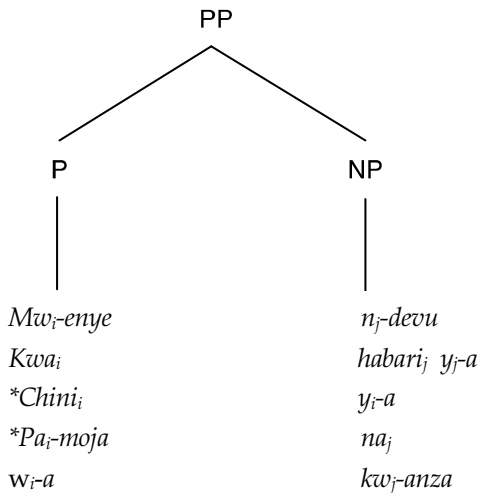 PP
P NP
Mwᵢ-enye nⱼ-devu
Kwaᵢ habariⱼ yⱼ-a
*Chiniᵢ yᵢ-a
*Paᵢ-moja naⱼ
wᵢ-a kwⱼ-anza